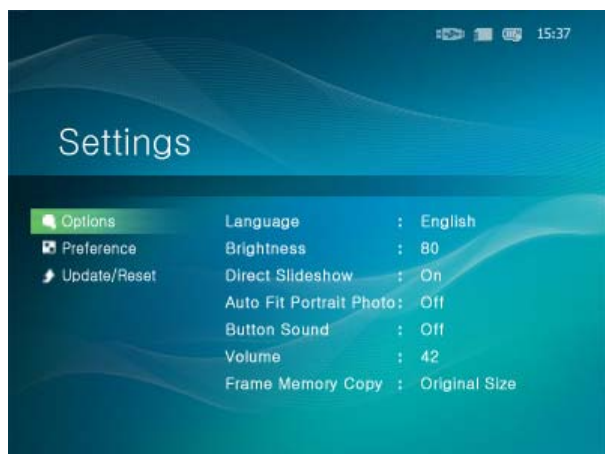 15:37
Settings
Options
Preference
Update/Reset
Language : English
Brightness : 80
Direct Slideshow : On
Auto Fit Portrait Photo : Off
Button Sound : Off
Volume : 42
Frame Memory Copy : Original Size